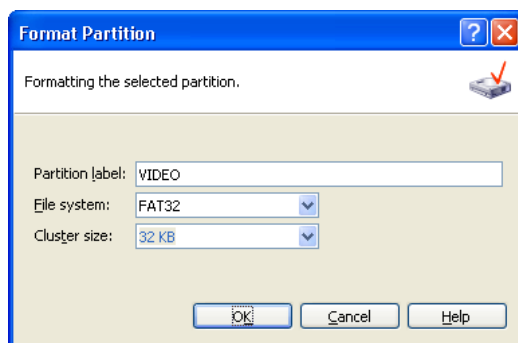 Format Partition
Formatting the selected partition.
Partition label: VIDEO
File system: FAT32
Cluster size: 32 KB
OK Cancel Help